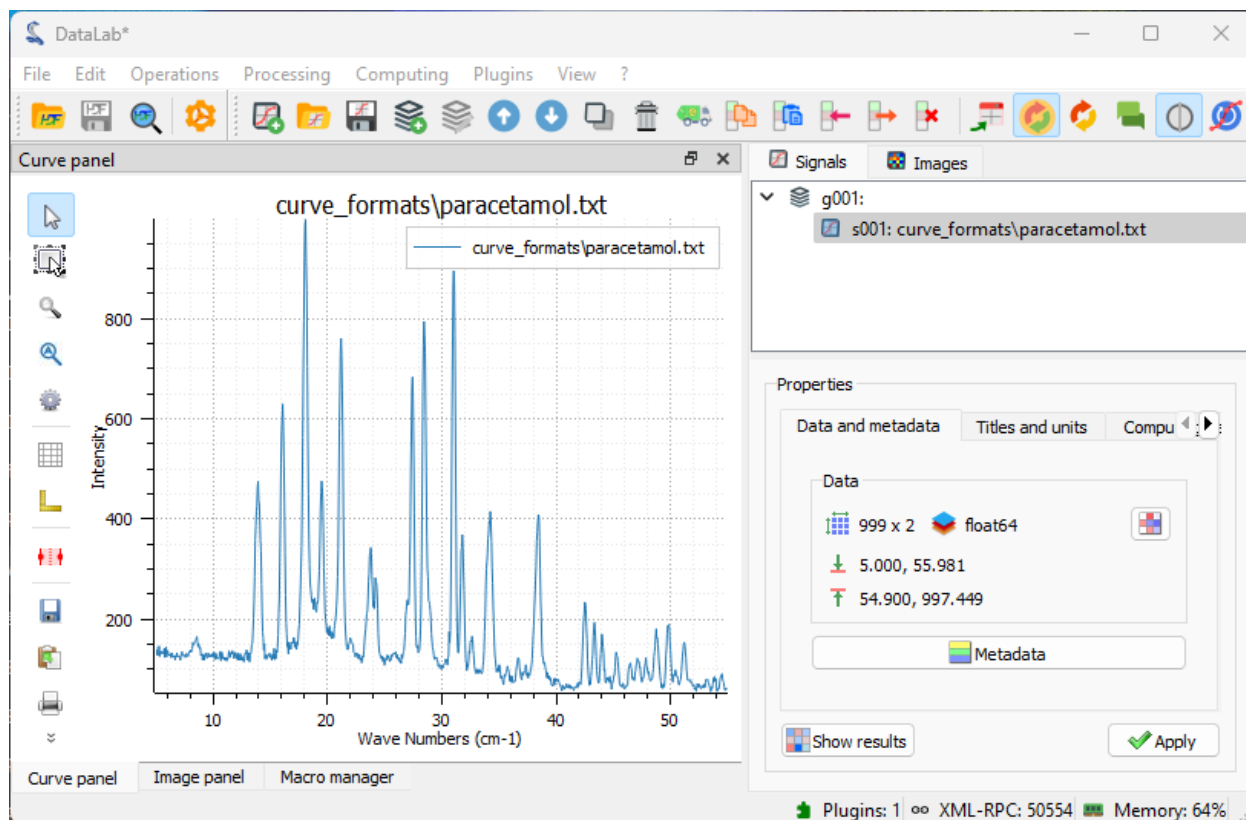 DataLab*
File Edit Operations Processing Computing Plugins View ?
Curve panel
Signals Images
curve_formats\paracetamol.txt
curve_formats\paracetamol.txt
800
600
400
200
Intensity
10 20 30 40 50
Wave Numbers (cm-1)
Curve panel Image panel Macro manager
g001:
s001: curve_formats\paracetamol.txt
Properties
Data and metadata Titles and units Compu
Data
999 x 2 float64
5.000, 55.981
54.900, 997.449
Metadata
Show results Apply
Plugins: 1 XML-RPC: 50554 Memory: 64%